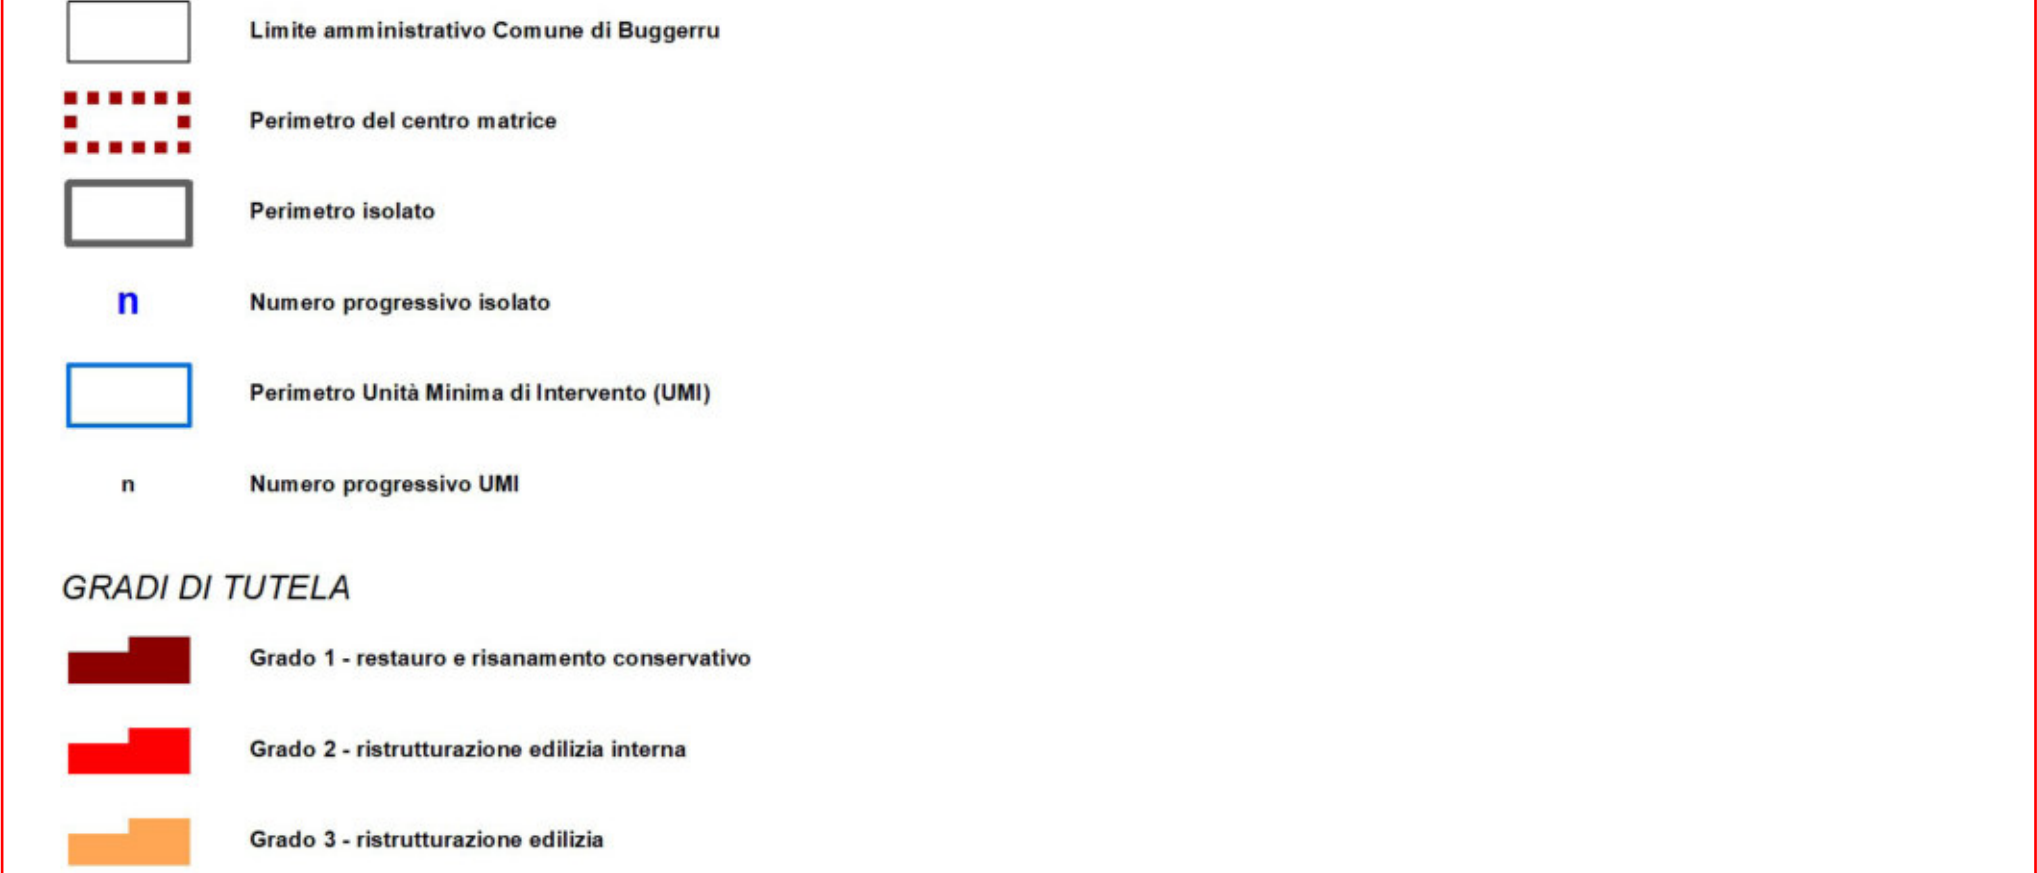 Limite amministrativo Comune di Buggerru
Perimetro del centro matrice
Perimetro isolato
n Numero progressivo isolato
Perimetro Unità Minima di Intervento (UMI)
n Numero progressivo UMI
GRADI DI TUTELA
Grado 1 - restauro e risanamento conservativo
Grado 2 - ristrutturazione edilizia interna
Grado 3 - ristrutturazione edilizia